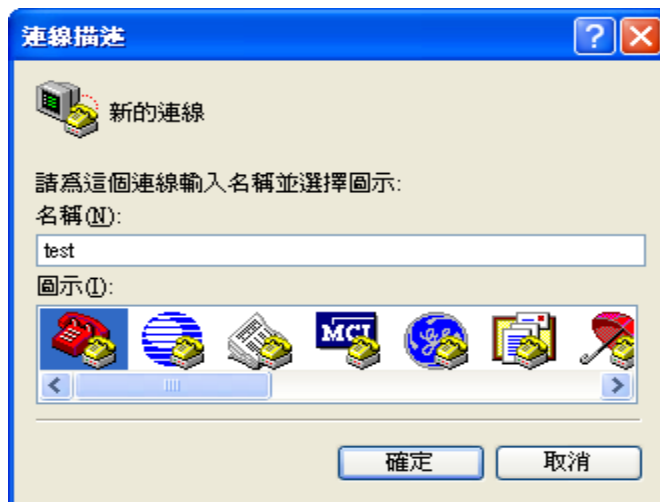 連線描述
新的連線
請為這個連線輸入名稱並選擇圖示:
名稱(N):
test
圖示(I):
MCI
確定
取消